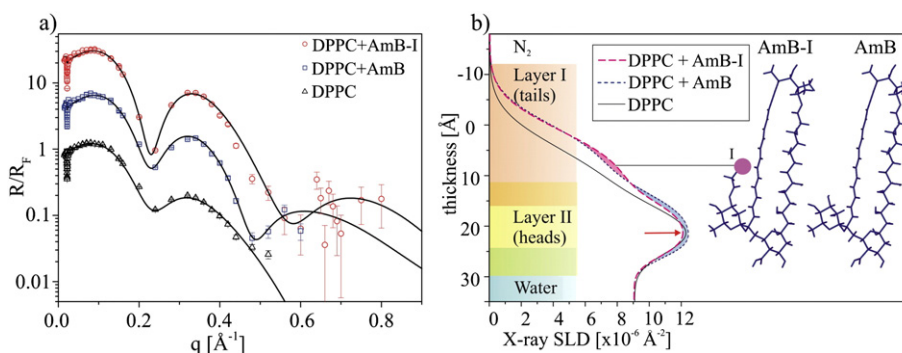 a)
R/R_F
10
1
0.1
0.01
0.0
0.2
0.4
0.6
0.8
q [Å⁻¹]
DPPC+AmB-I
DPPC+AmB
DPPC
b)
thickness [Å]
-10
0
10
20
30
N₂
Layer I
(tails)
Layer II
(heads)
Water
0 2 4 6 8 10 12
X-ray SLD [x10⁻⁶ Å⁻²]
DPPC + AmB-I
DPPC + AmB
DPPC
I
AmB-I
AmB